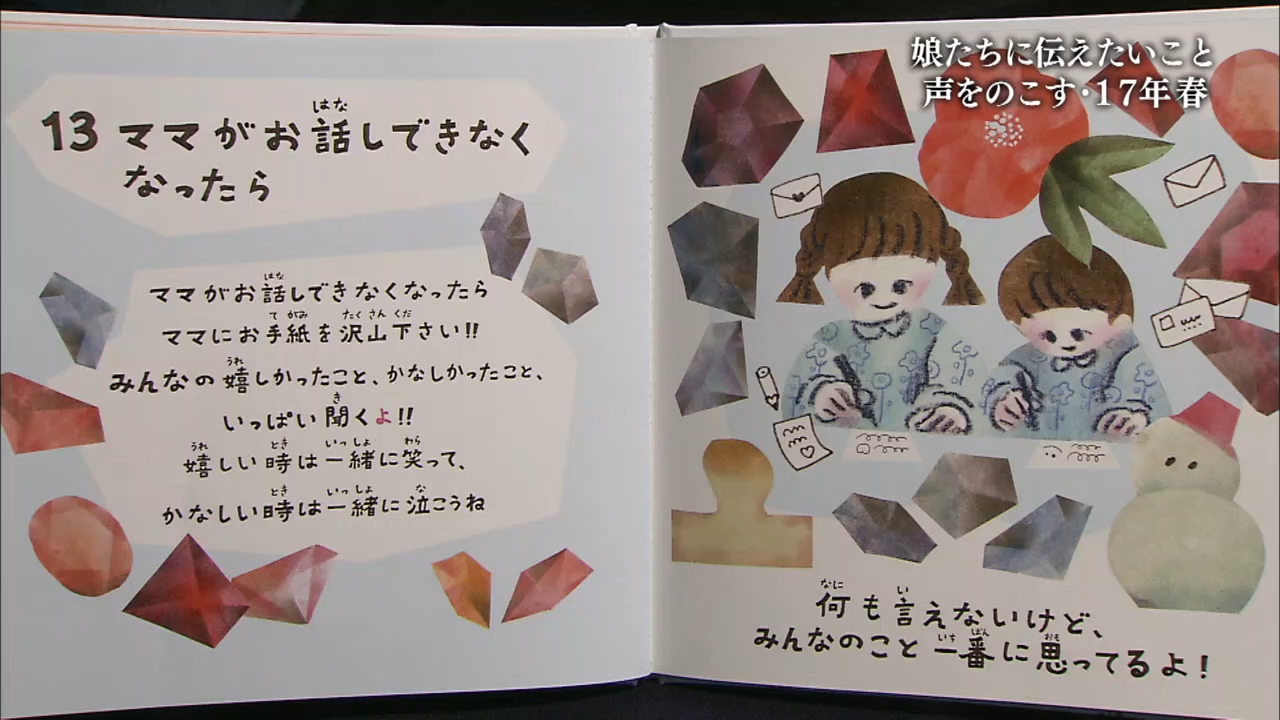 娘たちに伝えたいこと
声をのこす・17年春
13 ママがお話しできなく
なったら
ママがお話しできなくなったら
ママにお手紙を沢山下さい!!
みんなの嬉しかったこと、かなしかったこと、
いっぱい聞くよ!!
嬉しい時は一緒に笑って、
かなしい時は一緒に泣こうね
何も言えないけど、
みんなのこと一番に思ってるよ!